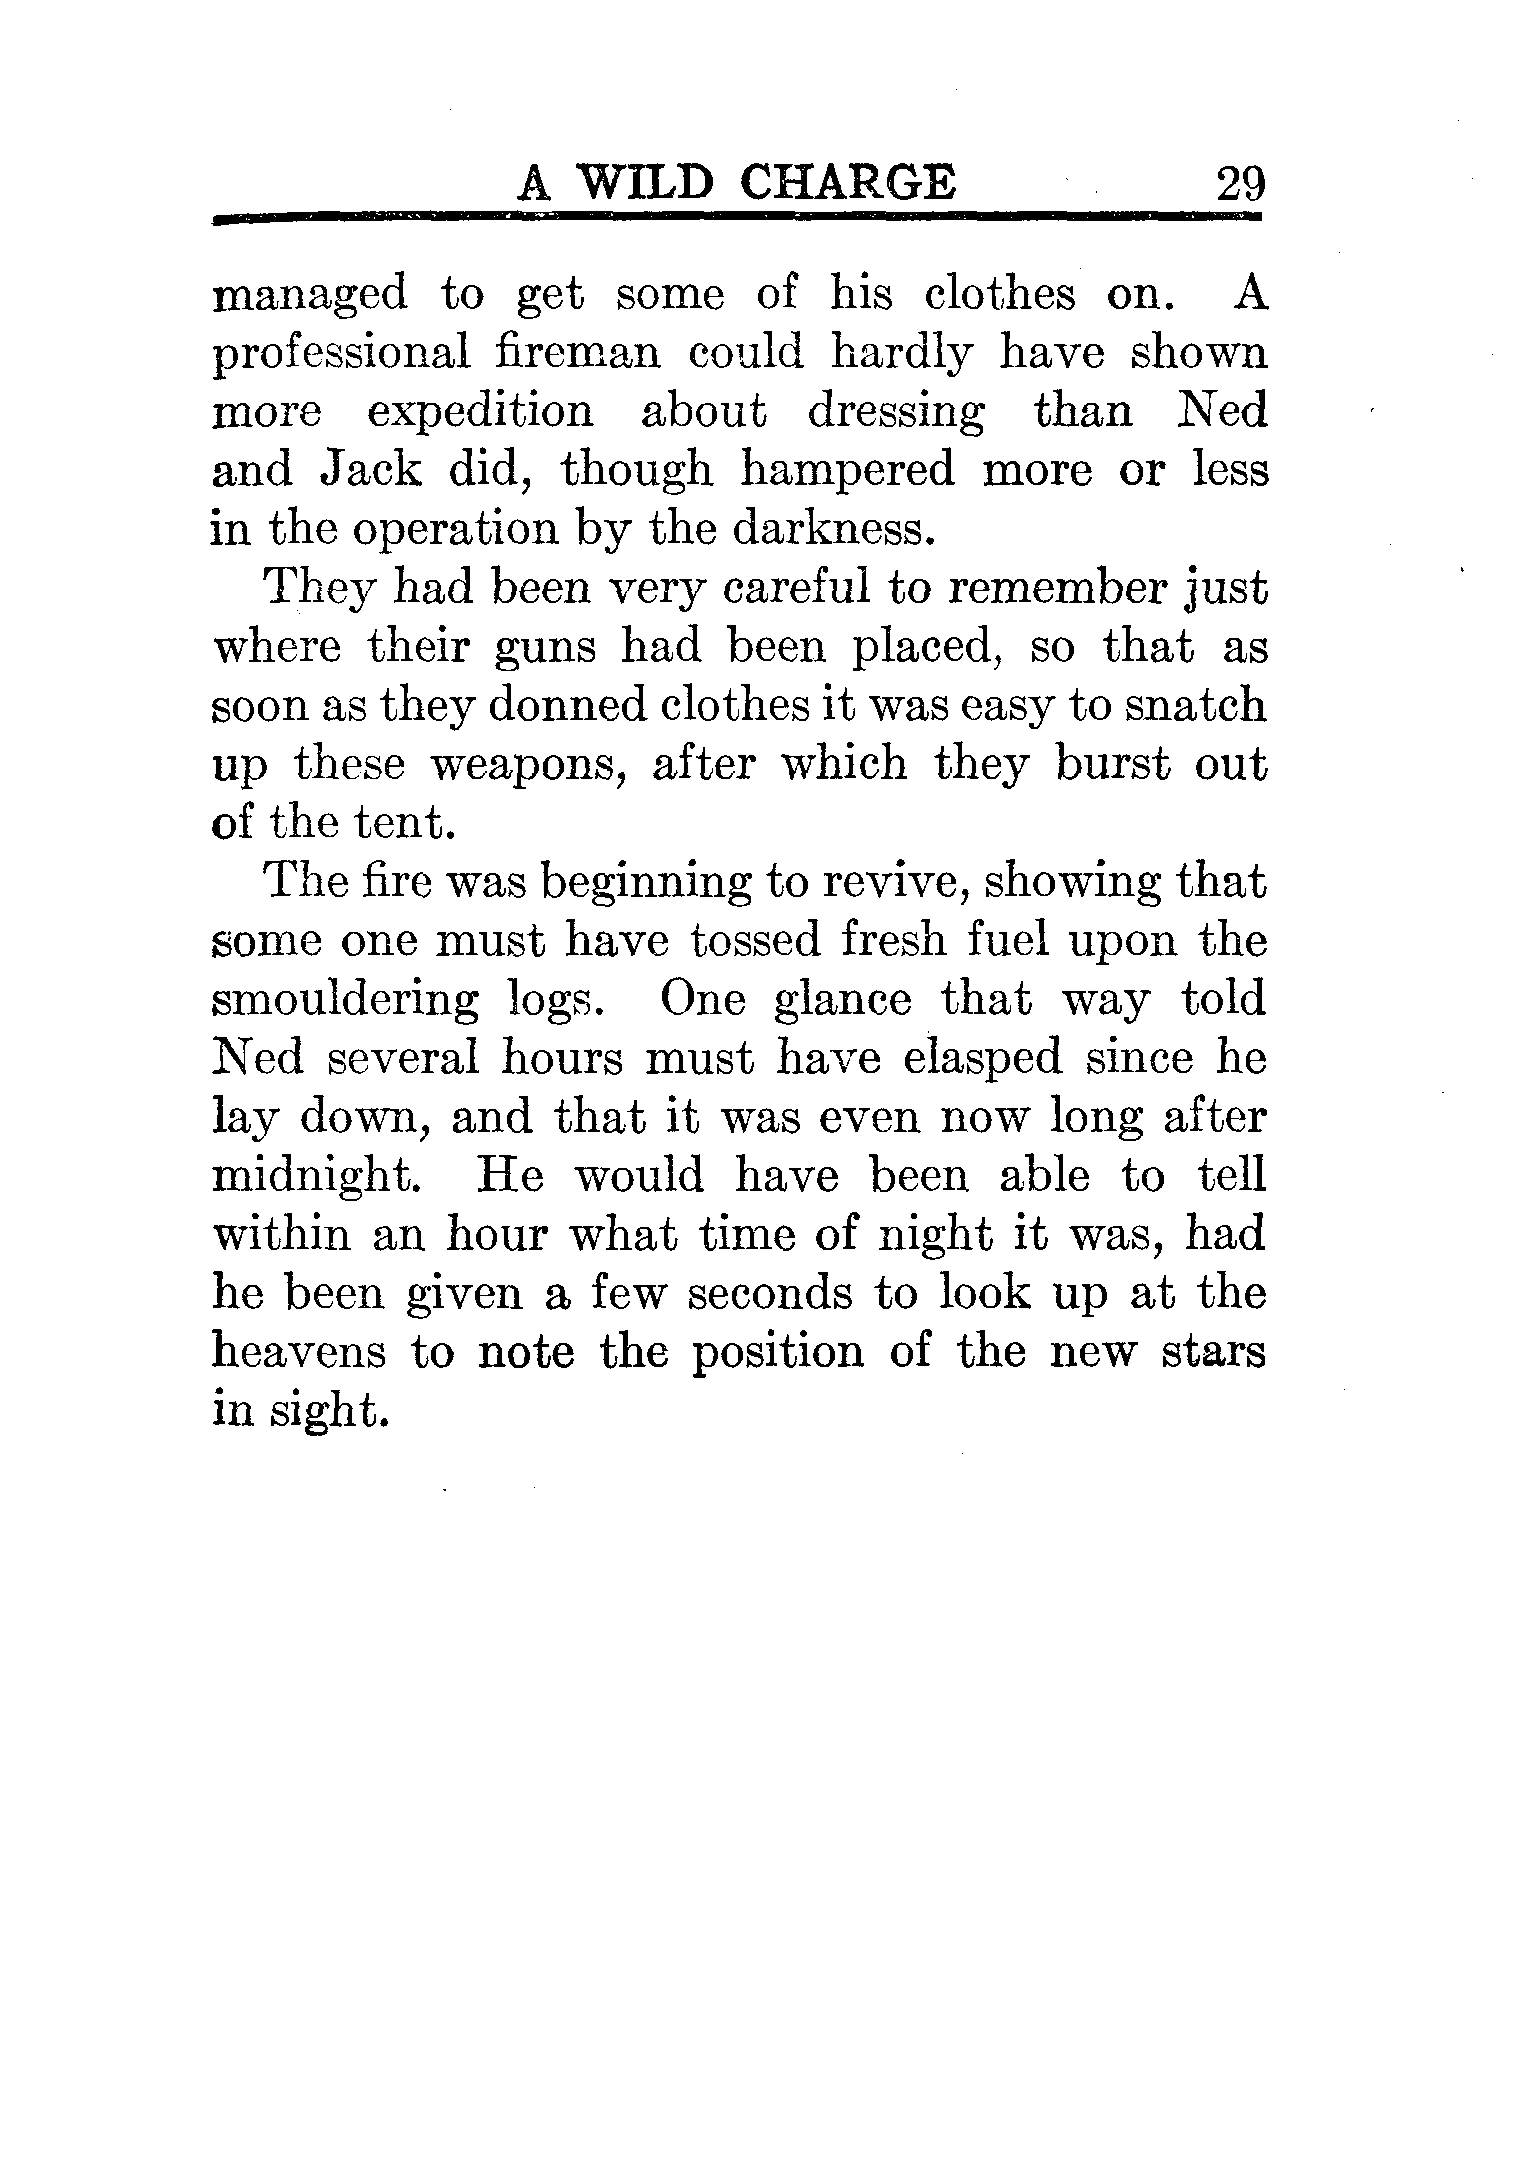 A WILD CHARGE 29
managed to get some of his clothes on. A
professional fireman could hardly have shown
more expedition about dressing than Ned
and Jack did, though hampered more or less
in the operation by the darkness.
They had been very careful to remember just
where their guns had been placed, so that as
soon as they donned clothes it was easy to snatch
up these weapons, after which they burst out
of the tent.
The fire was beginning to revive, showing that
some one must have tossed fresh fuel upon the
smouldering logs. One glance that way told
Ned several hours must have elasped since he
lay down, and that it was even now long after
midnight. He would have been able to tell
within an hour what time of night it was, had
he been given a few seconds to look up at the
heavens to note the position of the new stars
in sight.